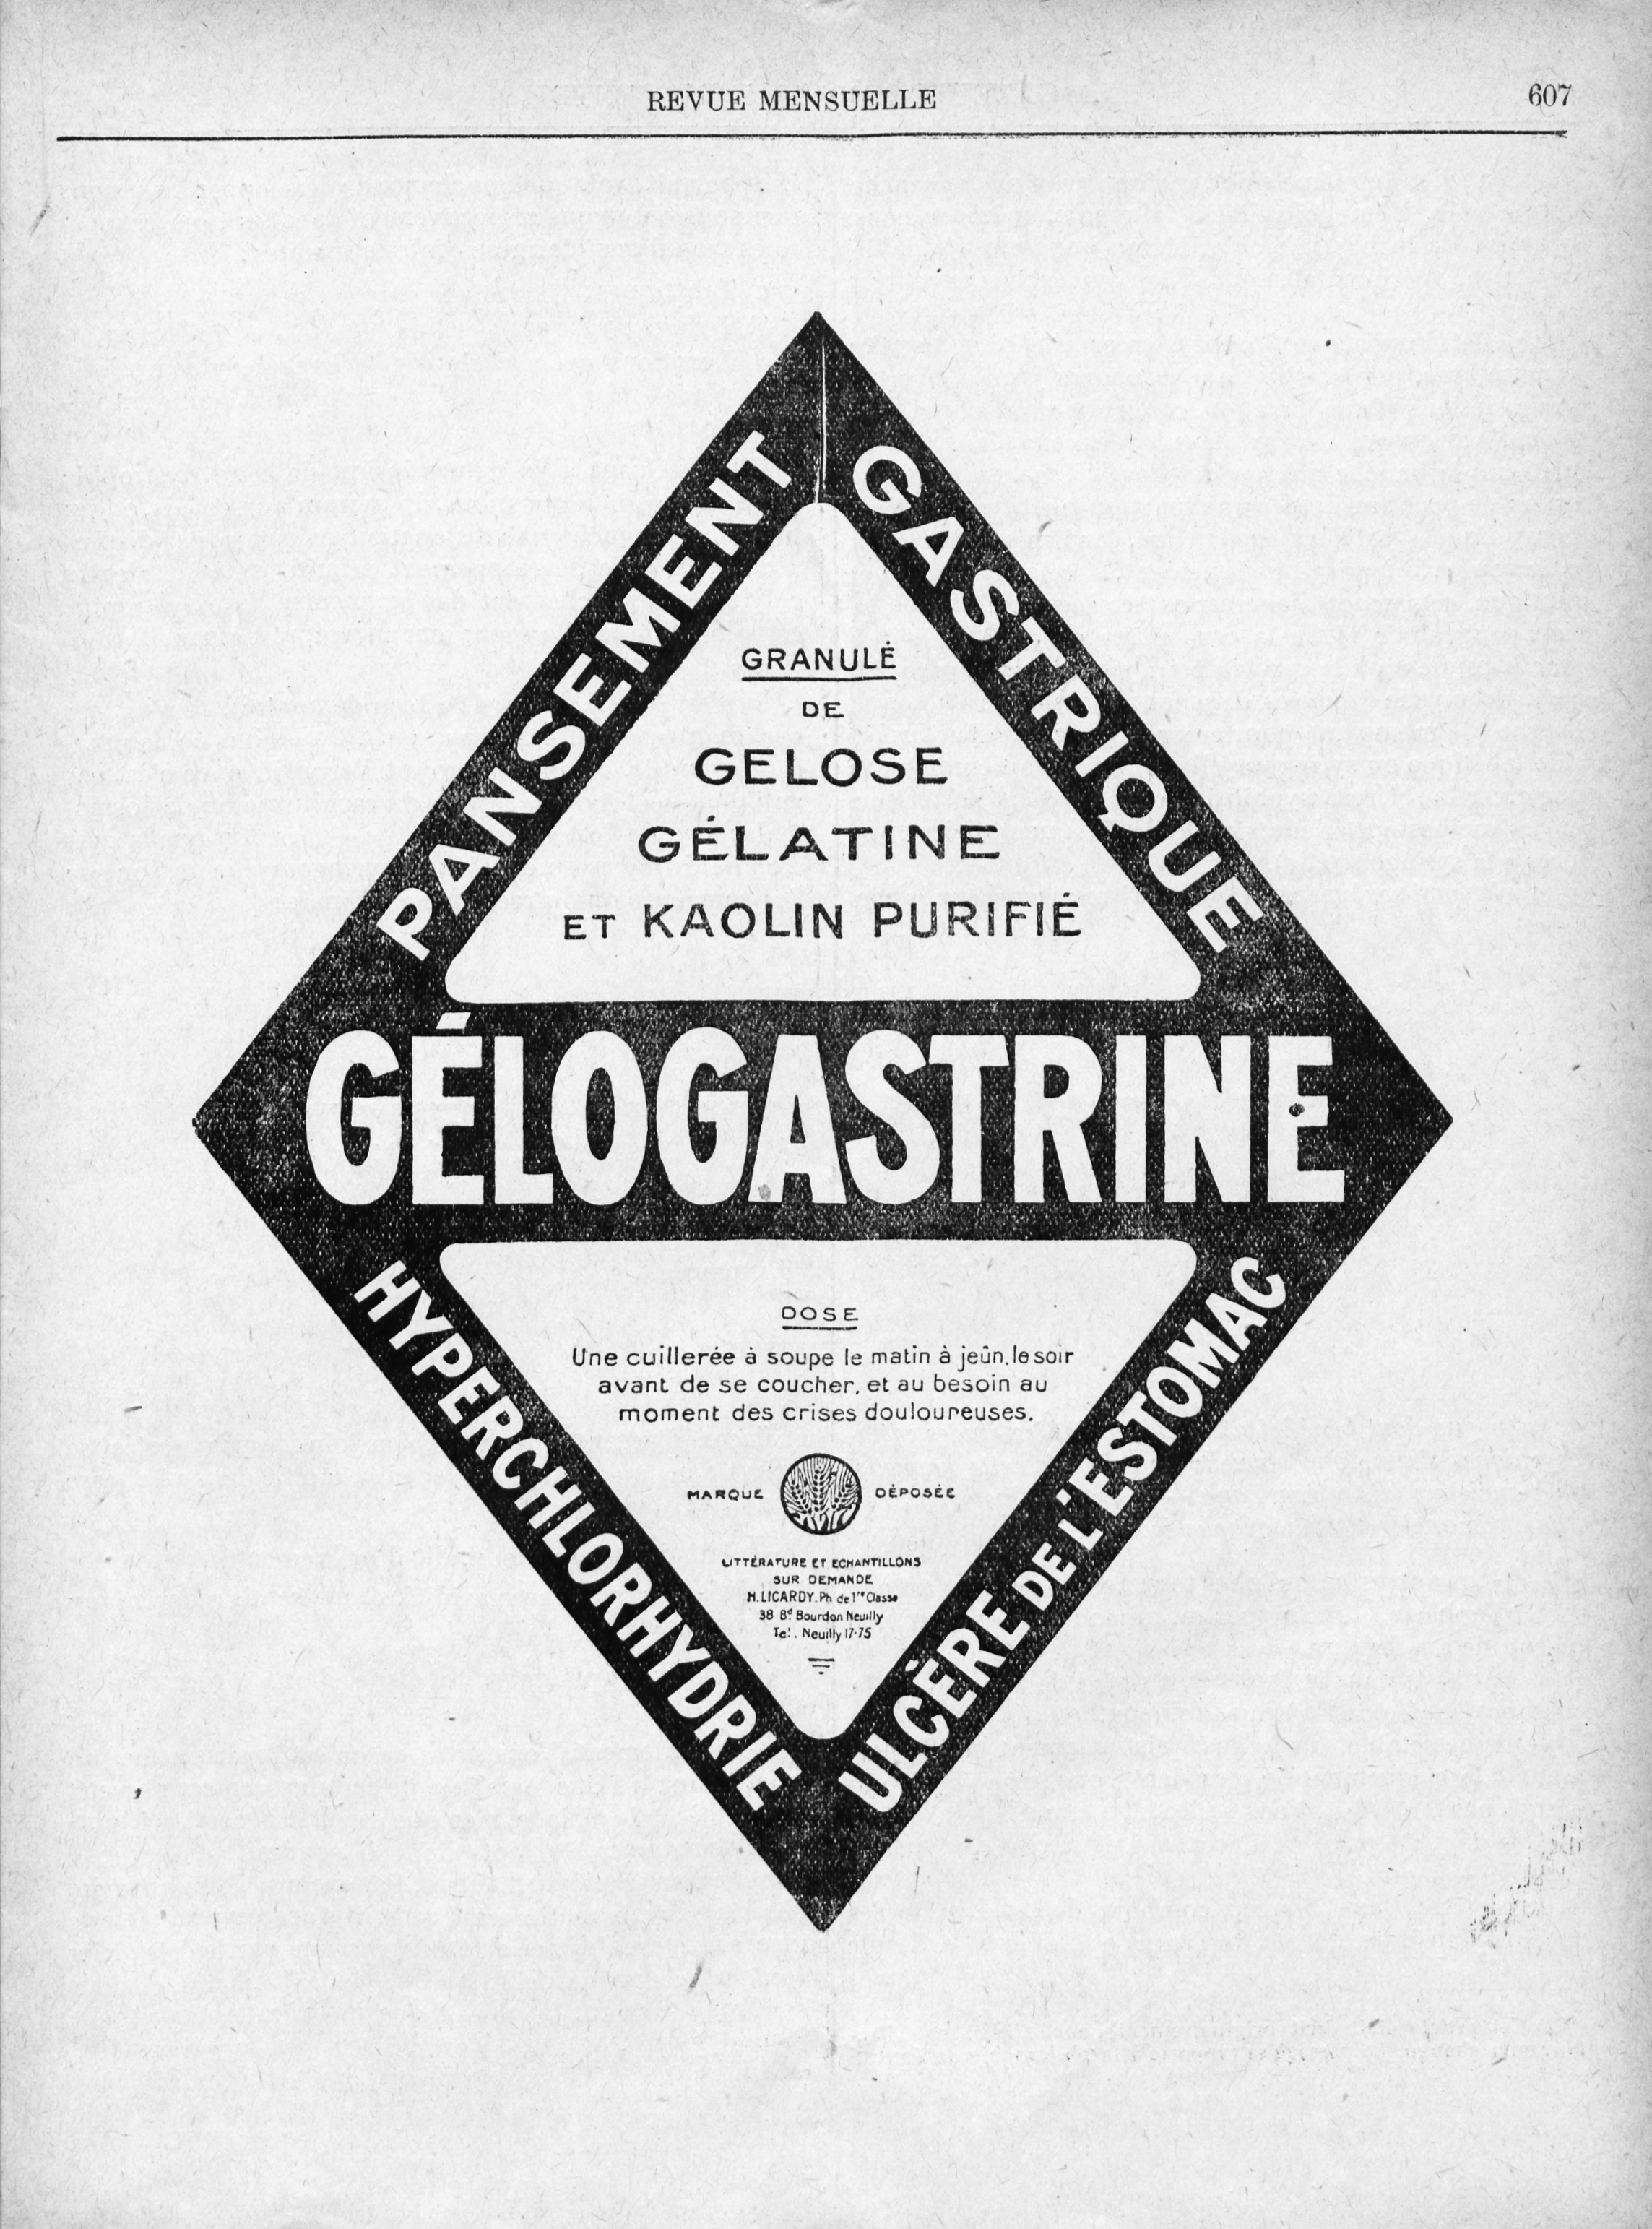 REVUE MENSUELLE
607
PANSEMENT
GASTRIQUE
GRANULÉ
DE
GELOSE
GÉLATINE
ET KAOLIN PURIFIÉ
GÉLOGASTRINE
DOSE
Une cuillerée à soupe le matin à jeûn, le soir
avant de se coucher, et au besoin au
moment des crises douloureuses.
MARQUE DÉPOSÉE
LITTÉRATURE ET ECHANTILLONS
SUR DEMANDE
H. LICARDY. Ph. de 1re Classe
38 Bd Bourdon Neuilly
Tel. Neuilly 17-75
HYPERCHLORHYDRIE
ULCÈRE DE L'ESTOMAC